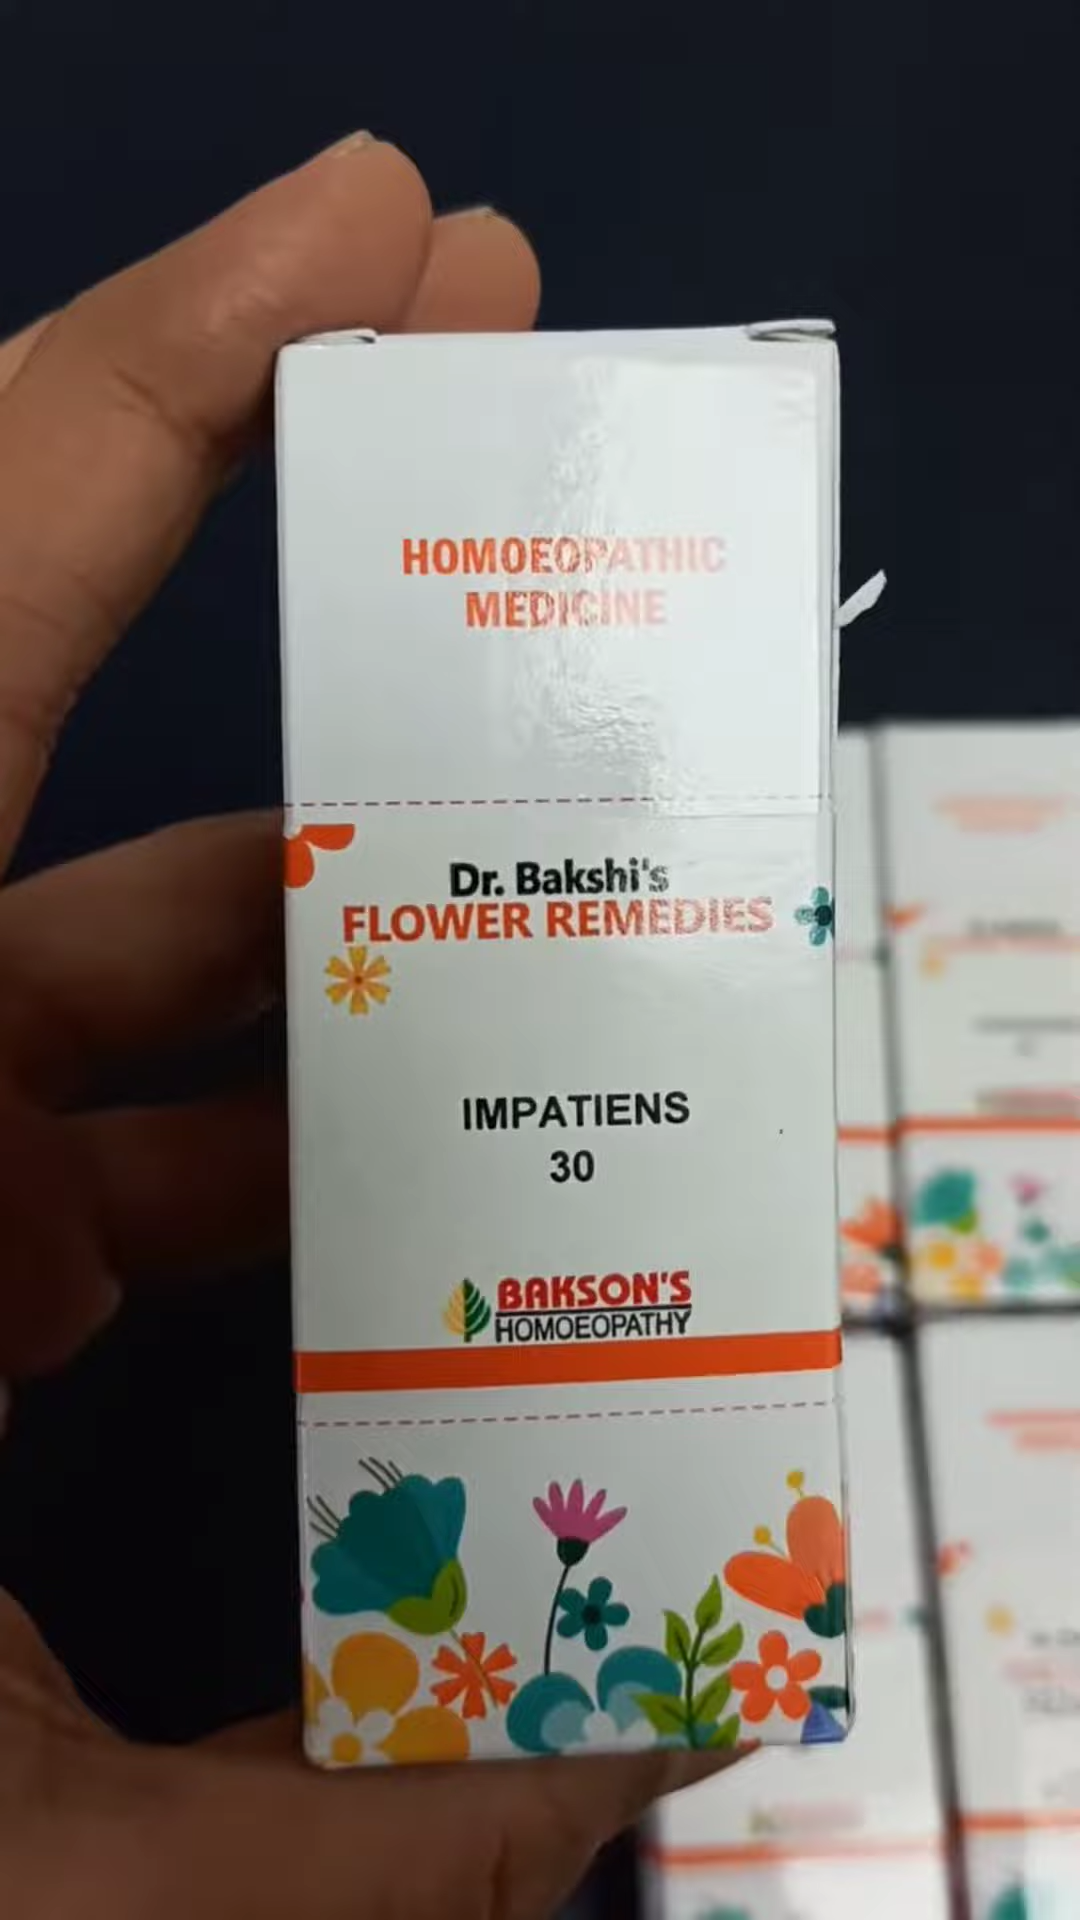 HOMOEOPATHIC
MEDICINE
Dr. Bakshi's
FLOWER REMEDIES
IMPATIENS
30
BAKSON'S
HOMOEOPATHY